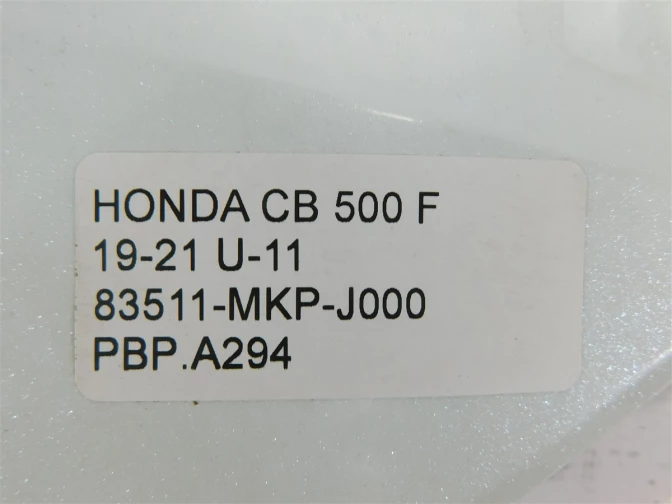 HONDA CB 500 F
19-21 U-11
83511-MKP-J000
PBP.A294